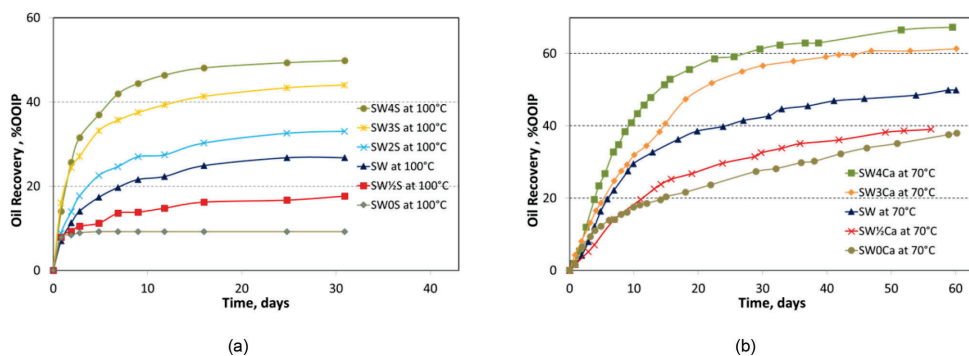 60
40
20
0
0
10
20
30
40
Oil Recovery , %OOIP
Time, days
SW4S at 100°C
SW3S at 100°C
SW2S at 100°C
SW at 100°C
SW½S at 100°C
SW0S at 100°C
(a)
60
40
20
0
0
10
20
30
40
50
60
Oil Recovery, %OOIP
Time, days
SW4Ca at 70°C
SW3Ca at 70°C
SW at 70°C
SW½Ca at 70°C
SW0Ca at 70°C
(b)